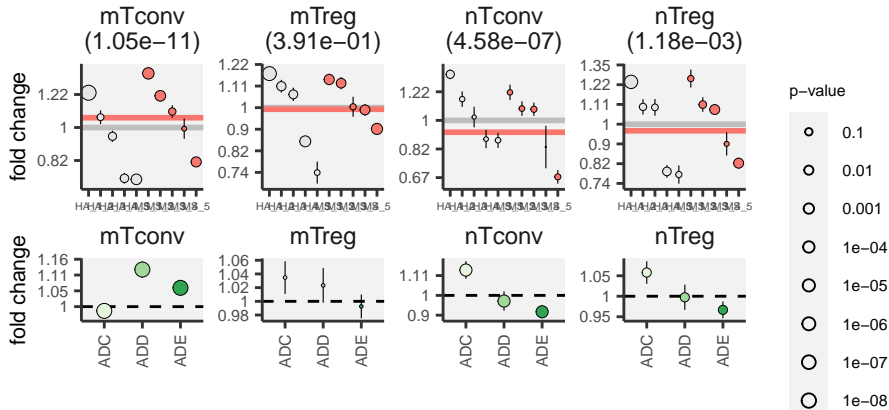 mTconv
(1.05e−11)
mTreg
(3.91e−01)
nTconv
(4.58e−07)
nTreg
(1.18e−03)
fold change
1.22
1
0.82
1.22
1.1
1
0.9
0.82
0.74
1.22
1
0.82
0.67
1.35
1.22
1.11
1
0.9
0.82
0.74
p−value
0.1
0.01
0.001
1e−04
1e−05
1e−06
1e−07
1e−08
mTconv
mTreg
nTconv
nTreg
fold change
1.16
1.11
1.05
1
1.06
1.04
1.02
1
0.98
1.11
1
0.9
1.05
1
0.95
ADC
ADD
ADE
ADC
ADD
ADE
ADC
ADD
ADE
ADC
ADD
ADE